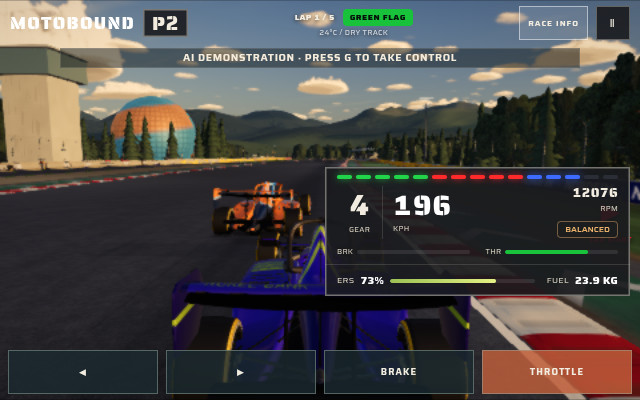 MOTOBOUND P2
LAP 1 / 5 GREEN FLAG
24°C / DRY TRACK
RACE INFO
II
AI DEMONSTRATION · PRESS G TO TAKE CONTROL
4
GEAR
196
KPH
12076
RPM
BALANCED
BRK
THR
ERS 73%
FUEL 23.9 KG
◄
►
BRAKE
THROTTLE